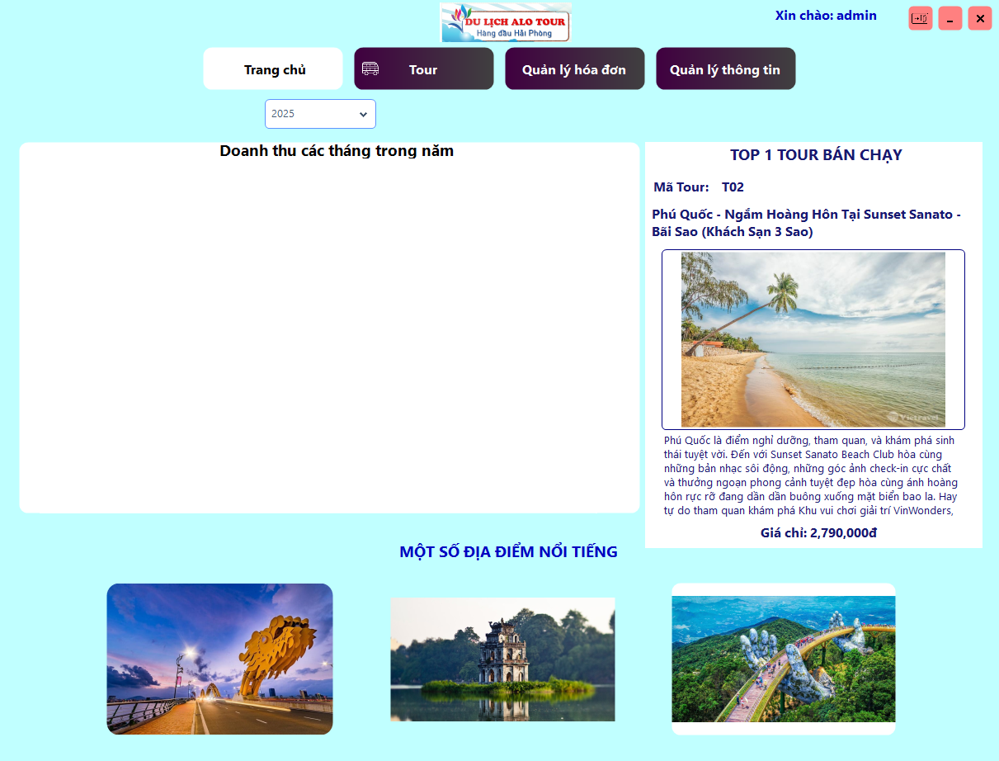 DU LỊCH ALO TOUR
Hàng đầu Hải Phòng
Xin chào: admin
Trang chủ
Tour
Quản lý hóa đơn
Quản lý thông tin
2025
Doanh thu các tháng trong năm
TOP 1 TOUR BÁN CHẠY
Mã Tour: T02
Phú Quốc - Ngắm Hoàng Hôn Tại Sunset Sanato -
Bãi Sao (Khách Sạn 3 Sao)
Vietravel
Phú Quốc là điểm nghỉ dưỡng, tham quan, và khám phá sinh
thái tuyệt vời. Đến với Sunset Sanato Beach Club hòa cùng
những bản nhạc sôi động, những góc ảnh check-in cực chất
và thưởng ngoạn phong cảnh tuyệt đẹp hòa cùng ánh hoàng
hôn rực rỡ đang dần dần buông xuống mặt biển bao la. Hay
tự do tham quan khám phá Khu vui chơi giải trí VinWonders,
Giá chỉ: 2,790,000đ
MỘT SỐ ĐỊA ĐIỂM NỔI TIẾNG